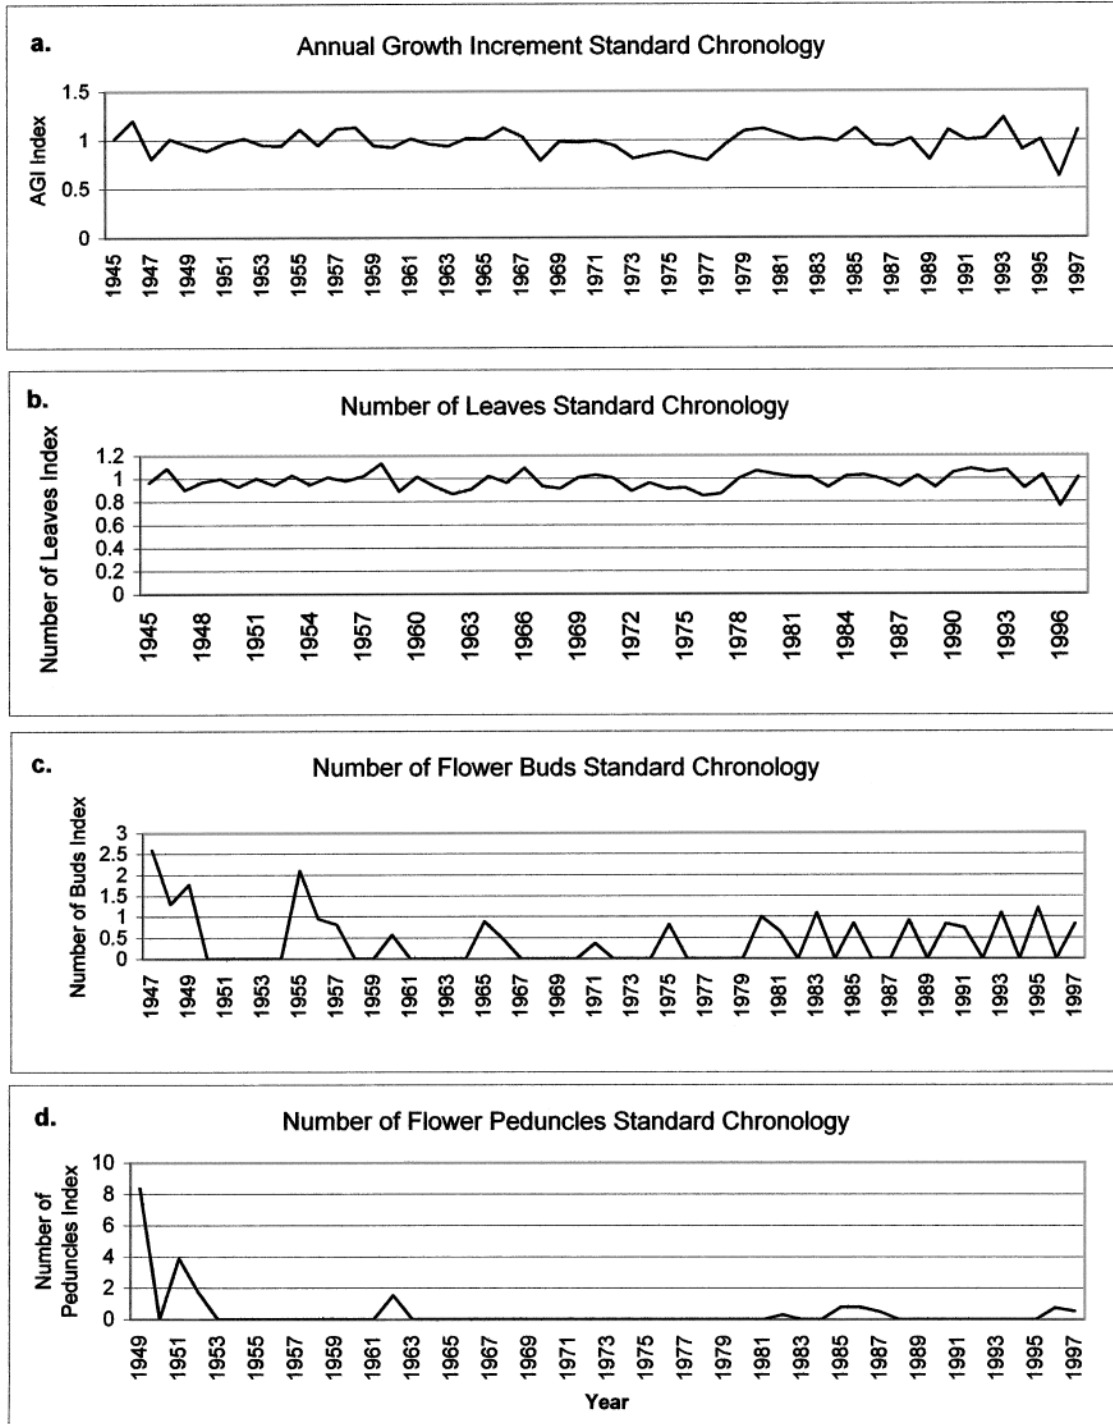 a.
Annual Growth Increment Standard Chronology
AGI Index
1.5
1
0.5
0
1945 1947 1949 1951 1953 1955 1957 1959 1961 1963 1965 1967 1969 1971 1973 1975 1977 1979 1981 1983 1985 1987 1989 1991 1993 1995 1997
b.
Number of Leaves Standard Chronology
Number of Leaves Index
1.2
1
0.8
0.6
0.4
0.2
0
1945 1948 1951 1954 1957 1960 1963 1966 1969 1972 1975 1978 1981 1984 1987 1990 1993 1996
c.
Number of Flower Buds Standard Chronology
Number of Buds Index
3
2.5
2
1.5
1
0.5
0
1947 1949 1951 1953 1955 1957 1959 1961 1963 1965 1967 1969 1971 1973 1975 1977 1979 1981 1983 1985 1987 1989 1991 1993 1995 1997
d.
Number of Flower Peduncles Standard Chronology
Number of
Peduncles Index
10
8
6
4
2
0
1949 1951 1953 1955 1957 1959 1961 1963 1965 1967 1969 1971 1973 1975 1977 1979 1981 1983 1985 1987 1989 1991 1993 1995 1997
Year